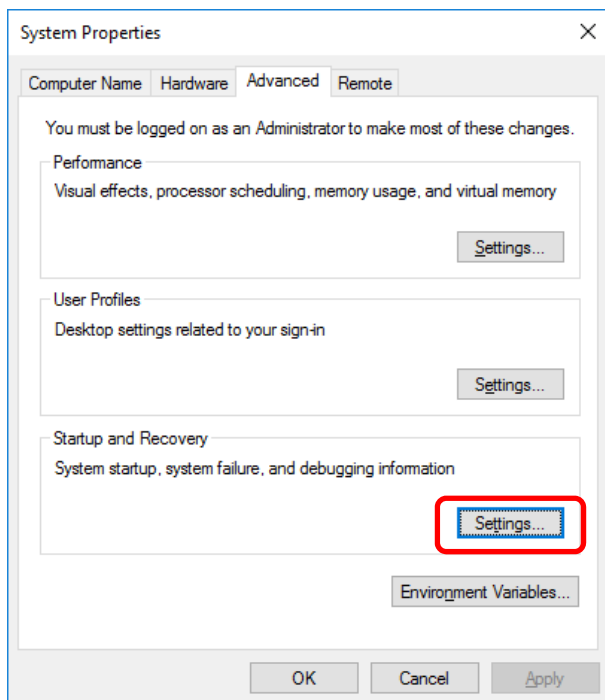 System Properties
Computer Name Hardware Advanced Remote
You must be logged on as an Administrator to make most of these changes.
Performance
Visual effects, processor scheduling, memory usage, and virtual memory
Settings...
User Profiles
Desktop settings related to your sign-in
Settings...
Startup and Recovery
System startup, system failure, and debugging information
Settings...
Environment Variables...
OK Cancel Apply